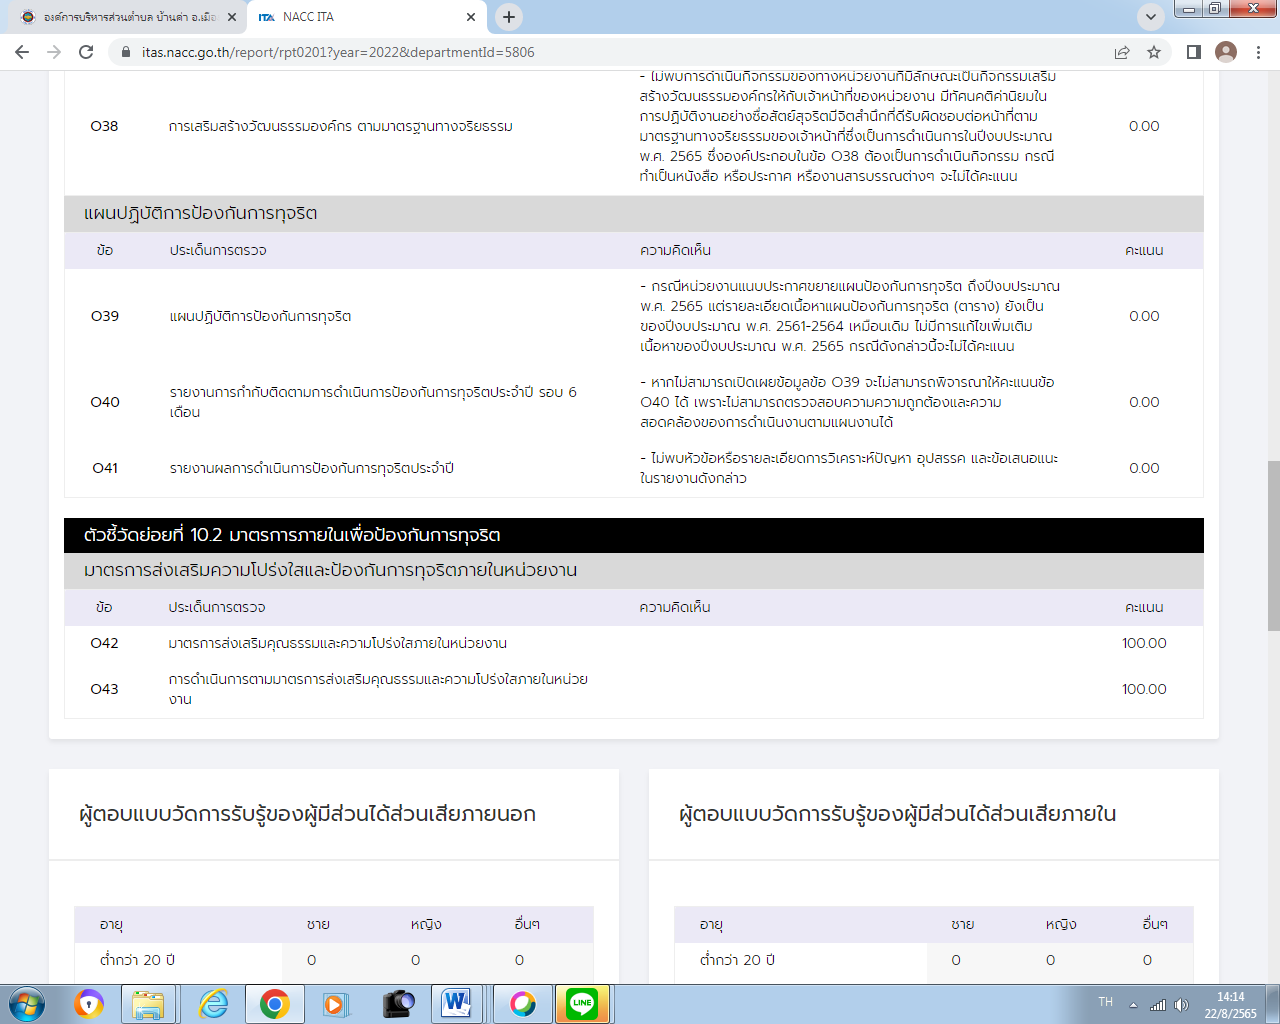 องค์การบริหารส่วนตำบล บ้านค่า อ.เมือ
NACC ITA
itas.nacc.go.th/report/rpt0201?year=2022&departmentId=5806
- ไม่พบการดำเนินกิจกรรมของทางหน่วยงานที่มีลักษณะเป็นกิจกรรมเสริม
สร้างวัฒนธรรมองค์กรให้กับเจ้าหน้าที่ของหน่วยงาน มีทัศนคติค่านิยมใน
การปฏิบัติงานอย่างซื่อสัตย์สุจริตมีจิตสำนึกที่ดีรับผิดชอบต่อหน้าที่ตาม
O38 การเสริมสร้างวัฒนธรรมองค์กร ตามมาตรฐานทางจริยธรรม 0.00
มาตรฐานทางจริยธรรมของเจ้าหน้าที่ซึ่งเป็นการดำเนินการในปีงบประมาณ
พ.ศ. 2565 ซึ่งองค์ประกอบในข้อ O38 ต้องเป็นการดำเนินกิจกรรม กรณี
ทำเป็นหนังสือ หรือประกาศ หรืองานสารบรรณต่างๆ จะไม่ได้คะแนน
แผนปฏิบัติการป้องกันการทุจริต
ข้อ ประเด็นการตรวจ ความคิดเห็น คะแนน
- กรณีหน่วยงานแนบประกาศขยายแผนป้องกันการทุจริต ถึงปีงบประมาณ
พ.ศ. 2565 แต่รายละเอียดเนื้อหาแผนป้องกันการทุจริต (ตาราง) ยังเป็น
O39 แผนปฏิบัติการป้องกันการทุจริต 0.00
ของปีงบประมาณ พ.ศ. 2561-2564 เหมือนเดิม ไม่มีการแก้ไขเพิ่มเติม
เนื้อหาของปีงบประมาณ พ.ศ. 2565 กรณีดังกล่าวนี้จะไม่ได้คะแนน
O40 รายงานการกำกับติดตามการดำเนินการป้องกันการทุจริตประจำปี รอบ 6
เดือน
- หากไม่สามารถเปิดเผยข้อมูลข้อ O39 จะไม่สามารถพิจารณาให้คะแนนข้อ
O40 ได้ เพราะไม่สามารถตรวจสอบความความถูกต้องและความ 0.00
สอดคล้องของการดำเนินงานตามแผนงานได้
O41 รายงานผลการดำเนินการป้องกันการทุจริตประจำปี
- ไม่พบหัวข้อหรือรายละเอียดการวิเคราะห์ปัญหา อุปสรรค และข้อเสนอแนะ 0.00
ในรายงานดังกล่าว
ตัวชี้วัดย่อยที่ 10.2 มาตรการภายในเพื่อป้องกันการทุจริต
มาตรการส่งเสริมความโปร่งใสและป้องกันการทุจริตภายในหน่วยงาน
ข้อ ประเด็นการตรวจ ความคิดเห็น คะแนน
O42 มาตรการส่งเสริมคุณธรรมและความโปร่งใสภายในหน่วยงาน 100.00
O43 การดำเนินการตามมาตรการส่งเสริมคุณธรรมและความโปร่งใสภายในหน่วย 100.00
งาน
ผู้ตอบแบบวัดการรับรู้ของผู้มีส่วนได้ส่วนเสียภายนอก
อายุ ชาย หญิง อื่นๆ
ต่ำกว่า 20 ปี 0 0 0
ผู้ตอบแบบวัดการรับรู้ของผู้มีส่วนได้ส่วนเสียภายใน
อายุ ชาย หญิง อื่นๆ
ต่ำกว่า 20 ปี 0 0 0
LINE
TH
14:14
22/8/2565